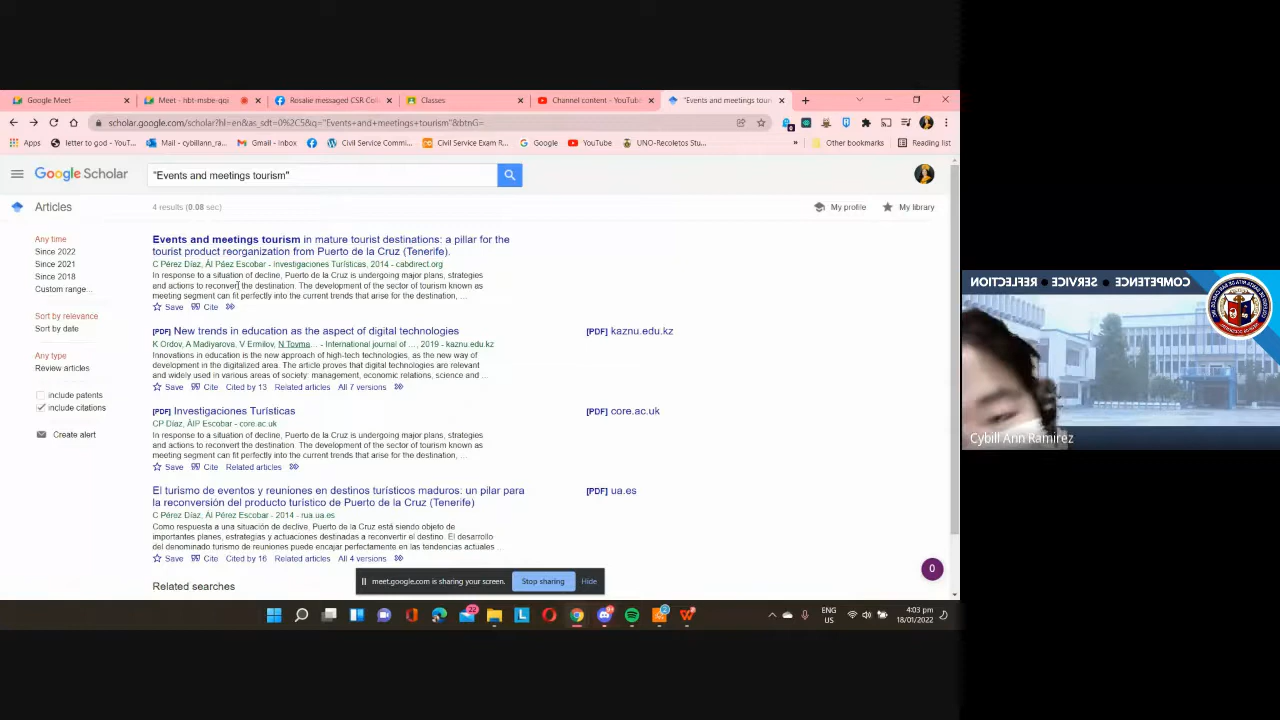 Google Meet
Meet - hbt-msbe-qqi
Rosalie messaged CSR Col
Classes
Channel content - YouTube
"Events and meetings tour
scholar.google.com/scholar?hl=en&as_sdt=0%2C5&q="Events+and+meetings+tourism"&btnG=
Apps
letter to god - YouT...
Mail - cybillann_ra...
Gmail - Inbox
Civil Service Commi...
Civil Service Exam R...
Google
YouTube
UNO-Recoletos Stu...
»
Other bookmarks
Reading list
Google Scholar
"Events and meetings tourism"
Articles
4 results (0.08 sec)
My profile
My library
Any time
Since 2022
Since 2021
Since 2018
Custom range...
Sort by relevance
Sort by date
Any type
Review articles
include patents
include citations
Create alert
Events and meetings tourism in mature tourist destinations: a pillar for the
tourist product reorganization from Puerto de la Cruz (Tenerife).
C Pérez Díaz, ÁI Páez Escobar - Investigaciones Turísticas, 2014 - cabdirect.org
In response to a situation of decline, Puerto de la Cruz is undergoing major plans, strategies
and actions to reconvert the destination. The development of the sector of tourism known as
meeting segment can fit perfectly into the current trends that arise for the destination, ...
Save Cite
[PDF] New trends in education as the aspect of digital technologies
K Ordov, A Madiyarova, V Ermilov, N Tovma... - International journal of ..., 2019 - kaznu.edu.kz
Innovations in education is the new approach of high-tech technologies, as the new way of
development in the digitalized area. The article proves that digital technologies are relevant
and widely used in various areas of society: management, economic relations, science and ...
Save Cite Cited by 13 Related articles All 7 versions
[PDF] kaznu.edu.kz
[PDF] Investigaciones Turísticas
CP Díaz, ÁIP Escobar - core.ac.uk
In response to a situation of decline, Puerto de la Cruz is undergoing major plans, strategies
and actions to reconvert the destination. The development of the sector of tourism known as
meeting segment can fit perfectly into the current trends that arise for the destination, ...
Save Cite Related articles
[PDF] core.ac.uk
El turismo de eventos y reuniones en destinos turísticos maduros: un pilar para
la reconversión del producto turístico de Puerto de la Cruz (Tenerife)
C Pérez Díaz, ÁI Pérez Escobar - 2014 - rua.ua.es
Como respuesta a una situación de declive, Puerto de la Cruz está siendo objeto de
importantes planes, estrategias y actuaciones destinadas a reconvertir el destino. El desarrollo
del denominado turismo de reuniones puede encajar perfectamente en las tendencias actuales ...
Save Cite Cited by 16 Related articles All 4 versions
[PDF] ua.es
Related searches
meet.google.com is sharing your screen.
Stop sharing
Hide
0
22
ENG
US
4:03 pm
18/01/2022
COMPETENCE • SERVICE • REFLECTION
Cybill Ann Ramirez